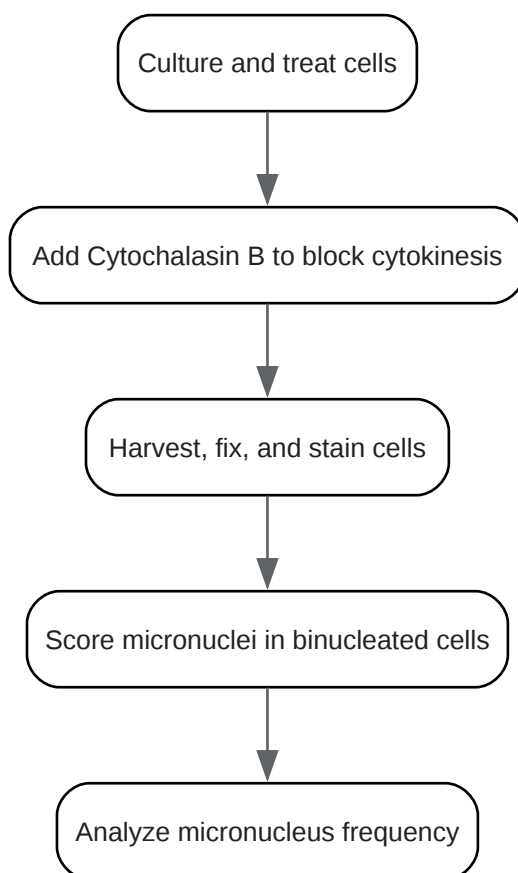 Culture and treat cells
Add Cytochalasin B to block cytokinesis
Harvest, fix, and stain cells
Score micronuclei in binucleated cells
Analyze micronucleus frequency